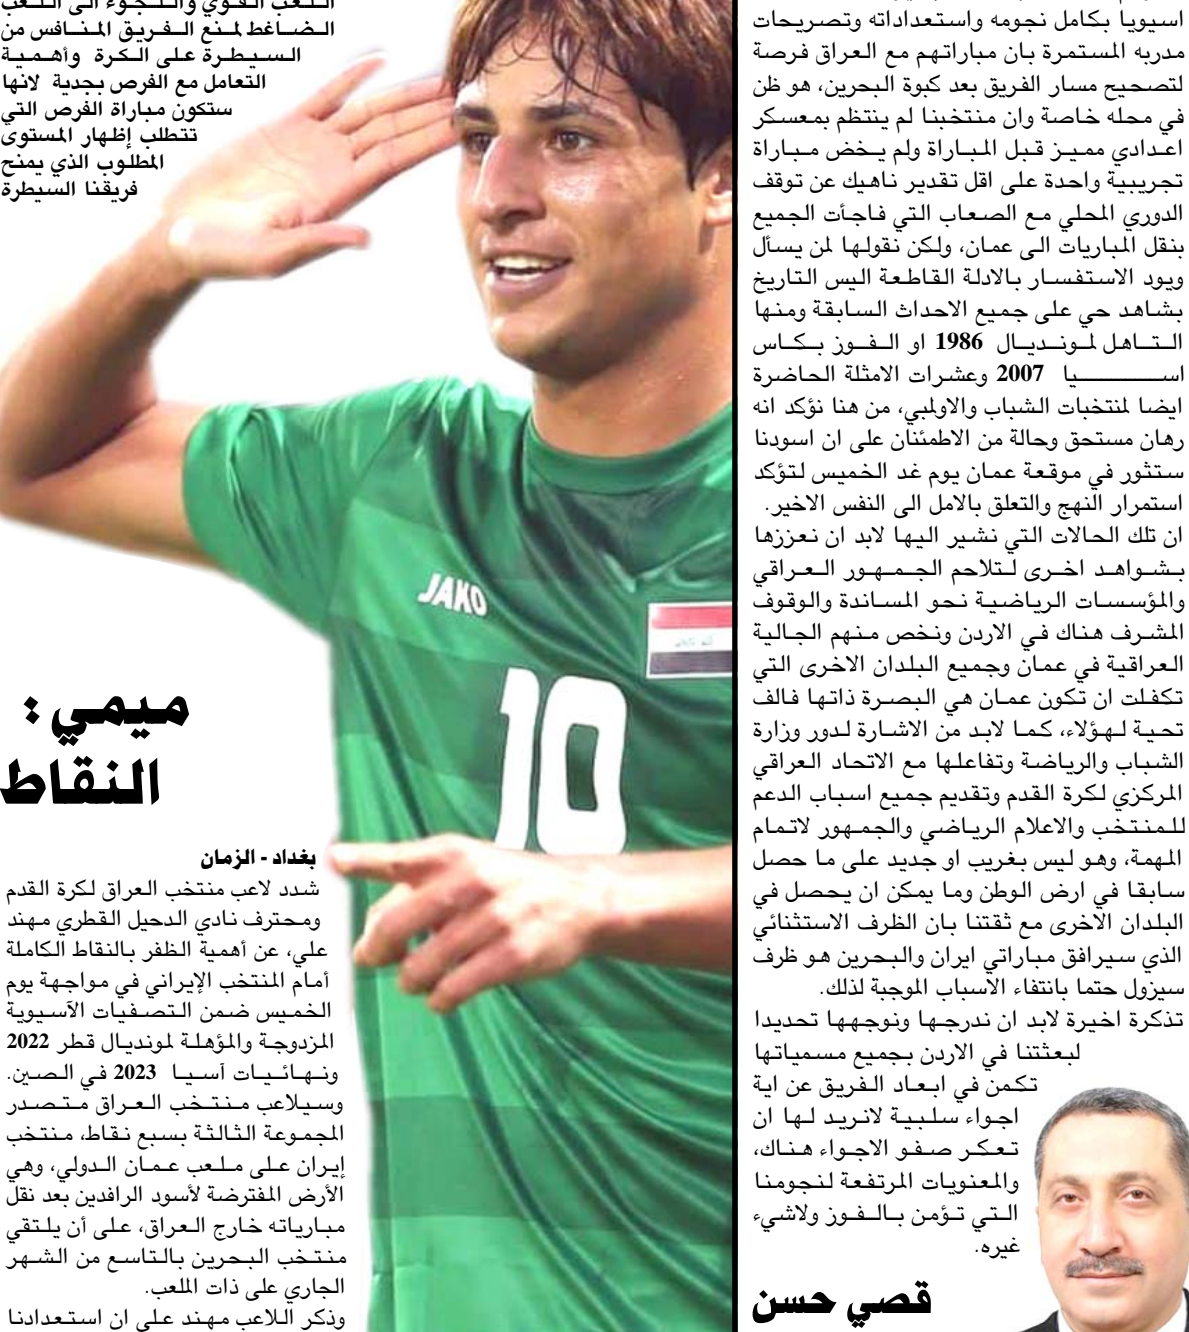 اسيويا بكامل نجومه واستعداداته وتصريحات
مدربه المستمرة بان مباراتهم مع العراق فرصة
لتصحيح مسار الفريق بعد كبوة البحرين، هو ظن
في محله خاصة وان منتخبنا لم ينتظم بمعسكر
اعدادي مميز قبل المباراة ولم يخض مباراة
تجريبية واحدة على اقل تقدير ناهيك عن توقف
الدوري المحلي مع الصعاب التي فاجأت الجميع
بنقل المباريات الى عمان، ولكن نقولها لمن يسأل
ويود الاستفسار بالادلة القاطعة اليس التاريخ
بشاهد حي على جميع الاحداث السابقة ومنها
التاهل لمونديال 1986 او الفوز بكاس
اسيا 2007 وعشرات الامثلة الحاضرة
ايضا لمنتخبات الشباب والاولمبي، من هنا نؤكد انه
رهان مستحق وحالة من الاطمئنان على ان اسودنا
ستثور في موقعة عمان يوم غد الخميس لتؤكد
استمرار النهج والتعلق بالامل الى النفس الاخير.
ان تلك الحالات التي نشير اليها لابد ان نعززها
بشواهد اخرى لتلاحم الجمهور العراقي
والمؤسسات الرياضية نحو المساندة والوقوف
المشرف هناك في الاردن ونخص منهم الجالية
العراقية في عمان وجميع البلدان الاخرى التي
تكفلت ان تكون عمان هي البصرة ذاتها فالف
تحية لهؤلاء، كما لابد من الاشارة لدور وزارة
الشباب والرياضة وتفاعلها مع الاتحاد العراقي
المركزي لكرة القدم وتقديم جميع اسباب الدعم
للمنتخب والاعلام الرياضي والجمهور لاتمام
المهمة، وهو ليس بغريب او جديد على ما حصل
سابقا في ارض الوطن وما يمكن ان يحصل في
البلدان الاخرى مع ثقتنا بان الظرف الاستثنائي
الذي سيرافق مباراتي ايران والبحرين هو ظرف
سيزول حتما بانتفاء الاسباب الموجبة لذلك.
تذكرة اخيرة لابد ان ندرجها ونوجهها تحديدا
لبعثتنا في الاردن بجميع مسمياتها
تكمن في ابعاد الفريق عن اية
اجواء سلبية لانريد لها ان
تعكر صفو الاجواء هناك،
والمعنويات المرتفعة لنجومنا
التي تؤمن بالفوز ولاشيء
غيره.
قصي حسن
اللعب القوي واللجوء الى اللعب
الضاغط لمنع الفريق المنافس من
السيطرة على الكرة وأهمية
التعامل مع الفرص بجدية لانها
ستكون مباراة الفرص التي
تتطلب إظهار المستوى
المطلوب الذي يمنح
فريقنا السيطرة
JAKO
10
ميمي :
النقاط
بغداد - الزمان
شدد لاعب منتخب العراق لكرة القدم
ومحترف نادي الدحيل القطري مهند
علي، عن أهمية الظفر بالنقاط الكاملة
أمام المنتخب الإيراني في مواجهة يوم
الخميس ضمن التصفيات الآسيوية
المزدوجة والمؤهلة لمونديال قطر 2022
ونهائيات آسيا 2023 في الصين.
وسيلاعب منتخب العراق متصدر
المجموعة الثالثة بسبع نقاط، منتخب
إيران على ملعب عمان الدولي، وهي
الأرض المفترضة لأسود الرافدين بعد نقل
مبارياته خارج العراق، على أن يلتقي
منتخب البحرين بالتاسع من الشهر
الجاري على ذات الملعب.
وذكر اللاعب مهند على ان استعدادنا